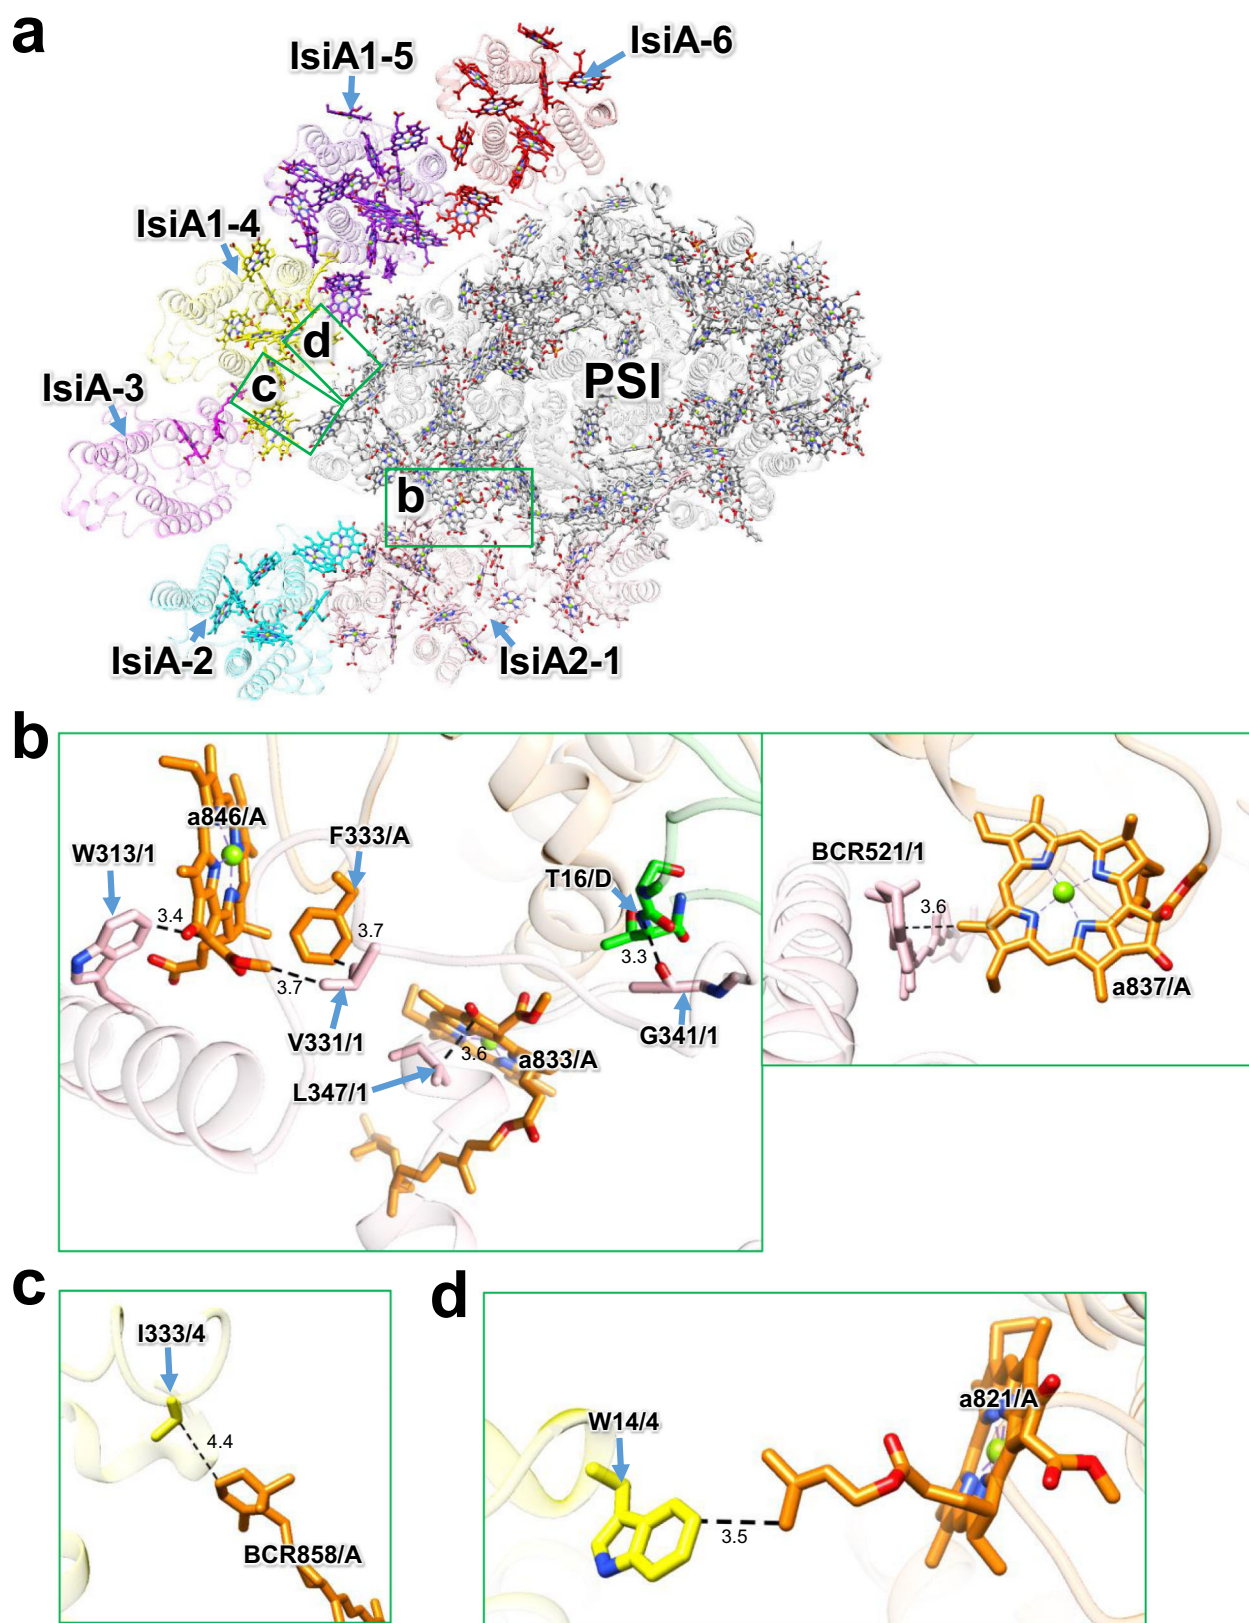 a
IsiA1-5
IsiA-6
IsiA1-4
d
c
IsiA-3
PSI
b
IsiA-2
IsiA2-1
b
a846/A
F333/A
W313/1
3.4
3.7
3.7
V331/1
L347/1
3.6
a833/A
T16/D
3.3
G341/1
BCR521/1
3.6
a837/A
c
I333/4
4.4
BCR858/A
d
a821/A
W14/4
3.5